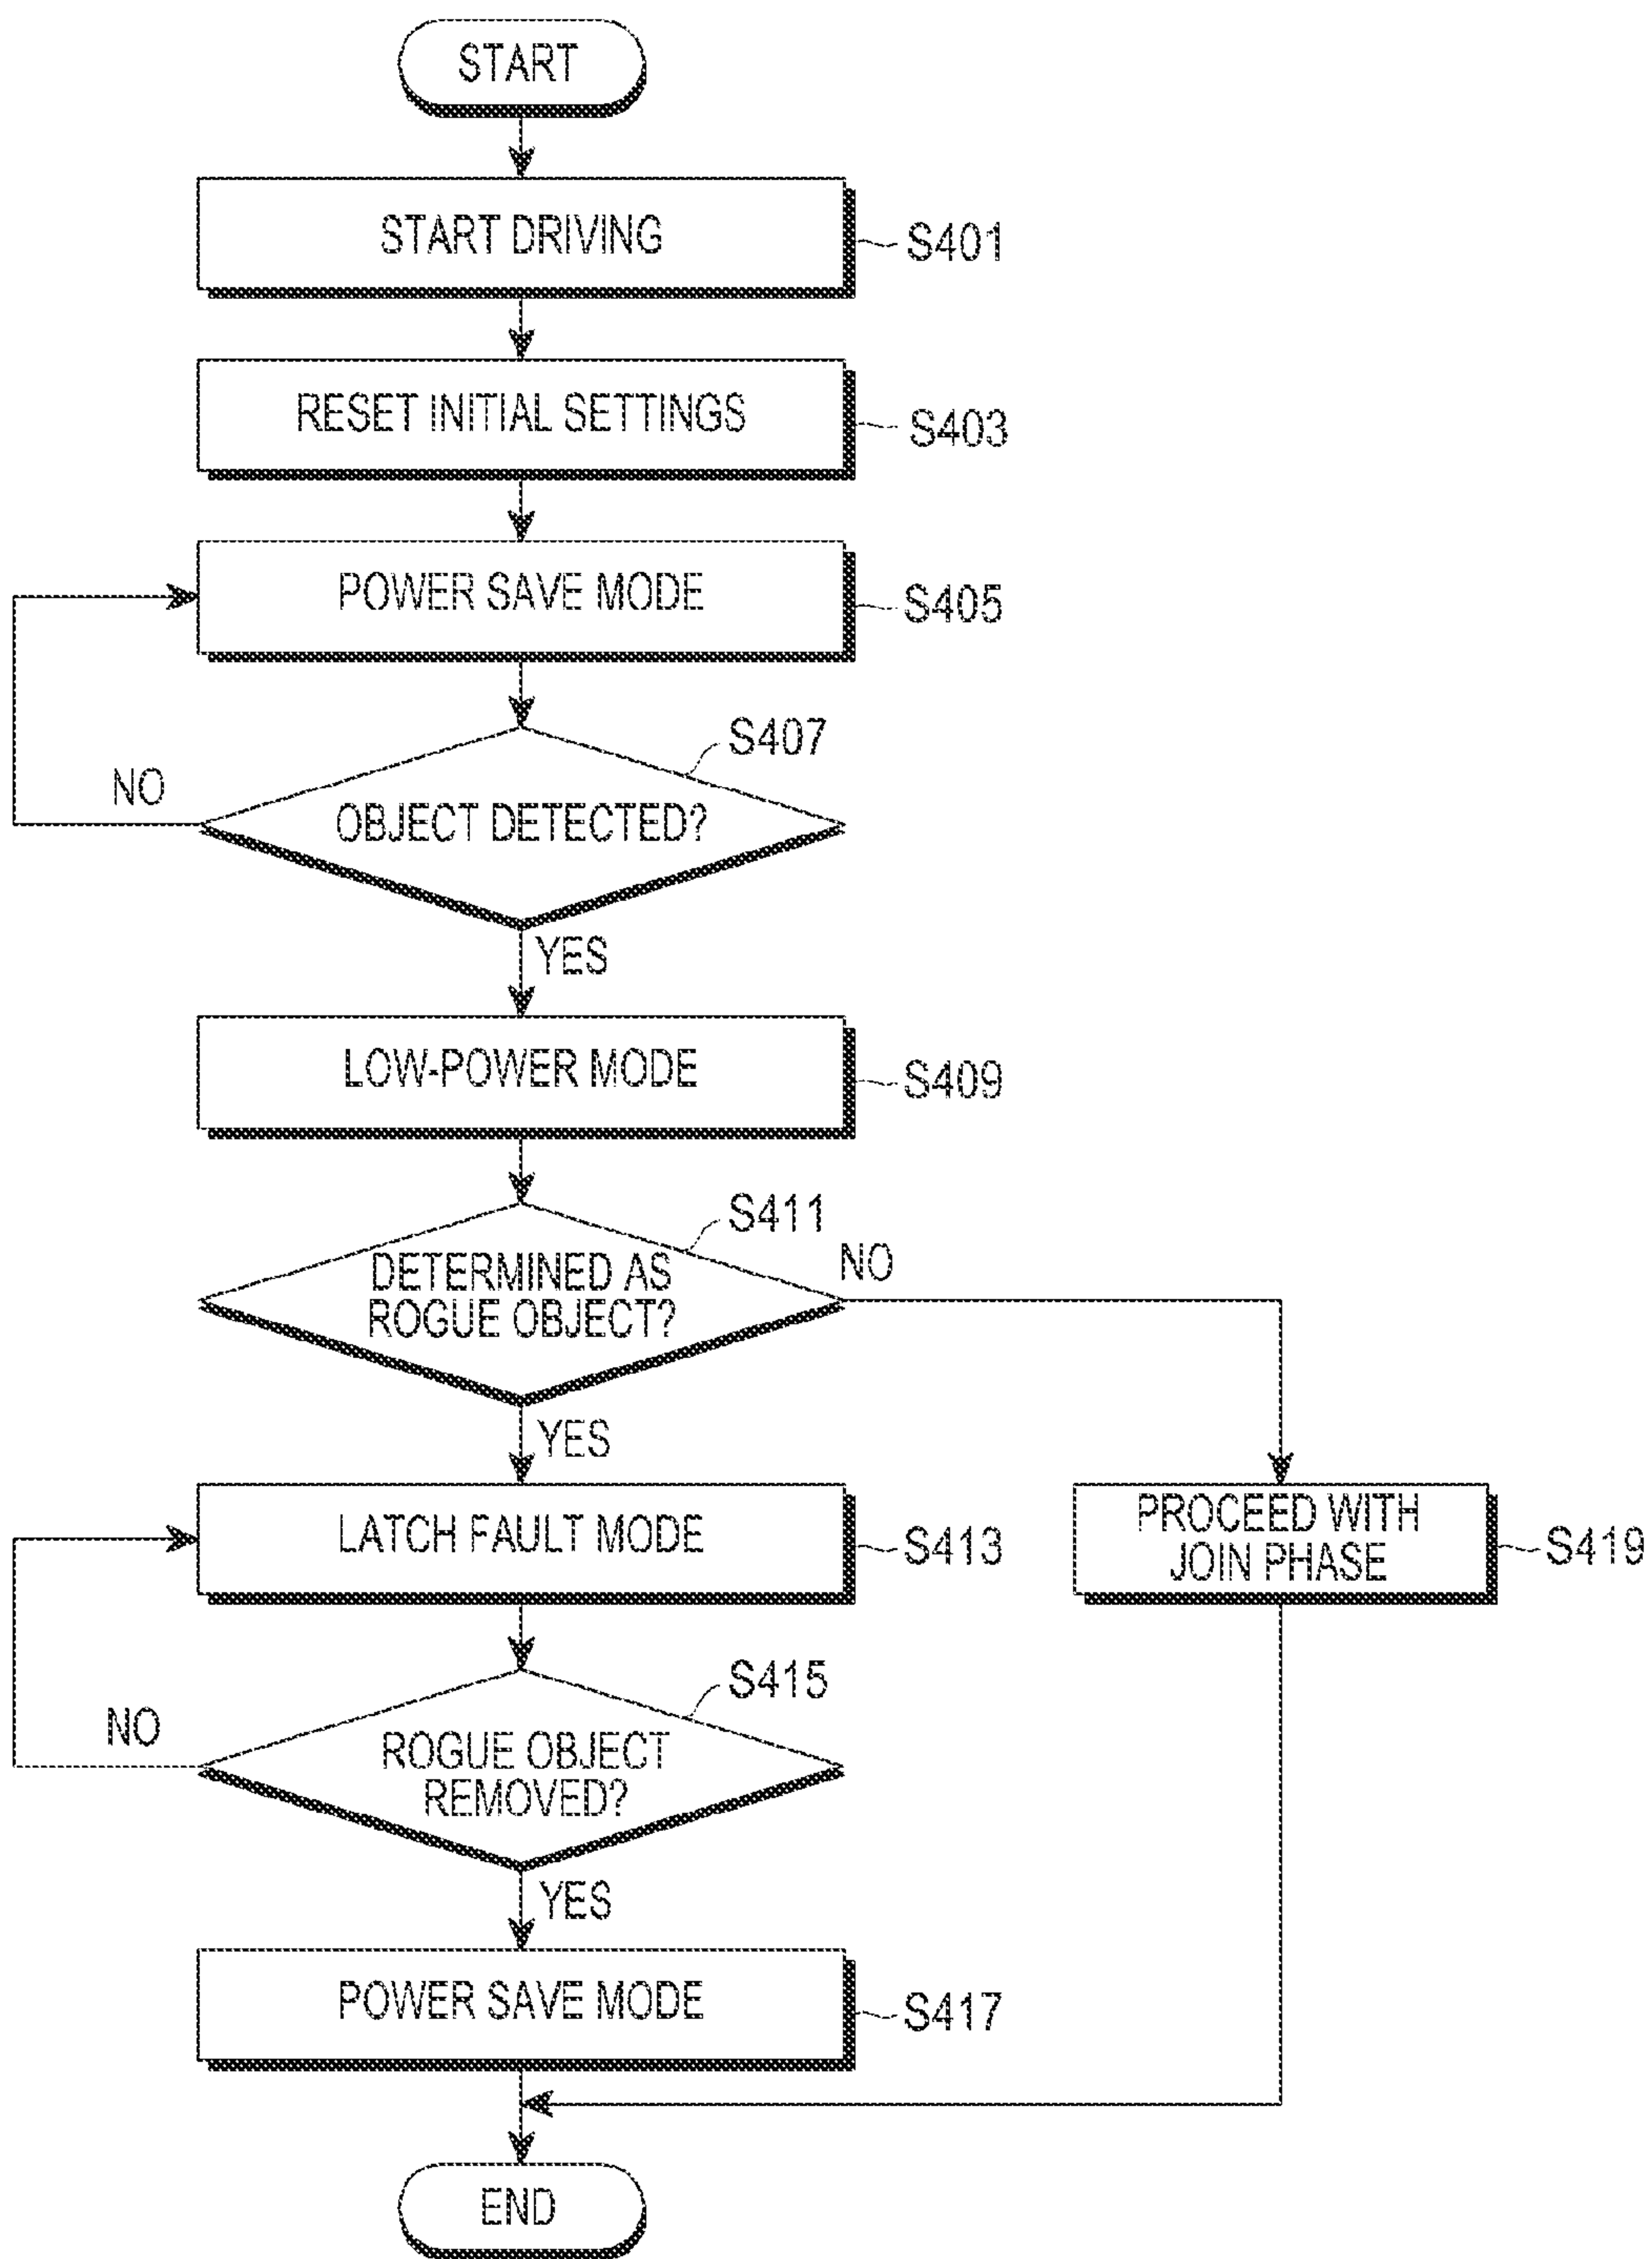 START
START DRIVING
S401
RESET INITIAL SETTINGS
S403
POWER SAVE MODE
S405
S407
NO
OBJECT DETECTED?
YES
LOW-POWER MODE
S409
S411
NO
DETERMINED AS
ROGUE OBJECT?
YES
LATCH FAULT MODE
S413
PROCEED WITH
JOIN PHASE
S419
S415
NO
ROGUE OBJECT
REMOVED?
YES
POWER SAVE MODE
S417
END